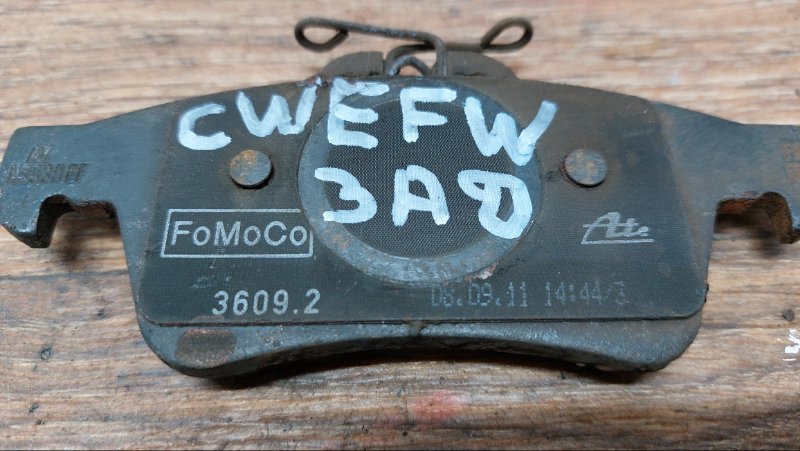 CWEFW
ЗАД
FoMoCo
Ate
3609.2
06.09.11 14:44/3